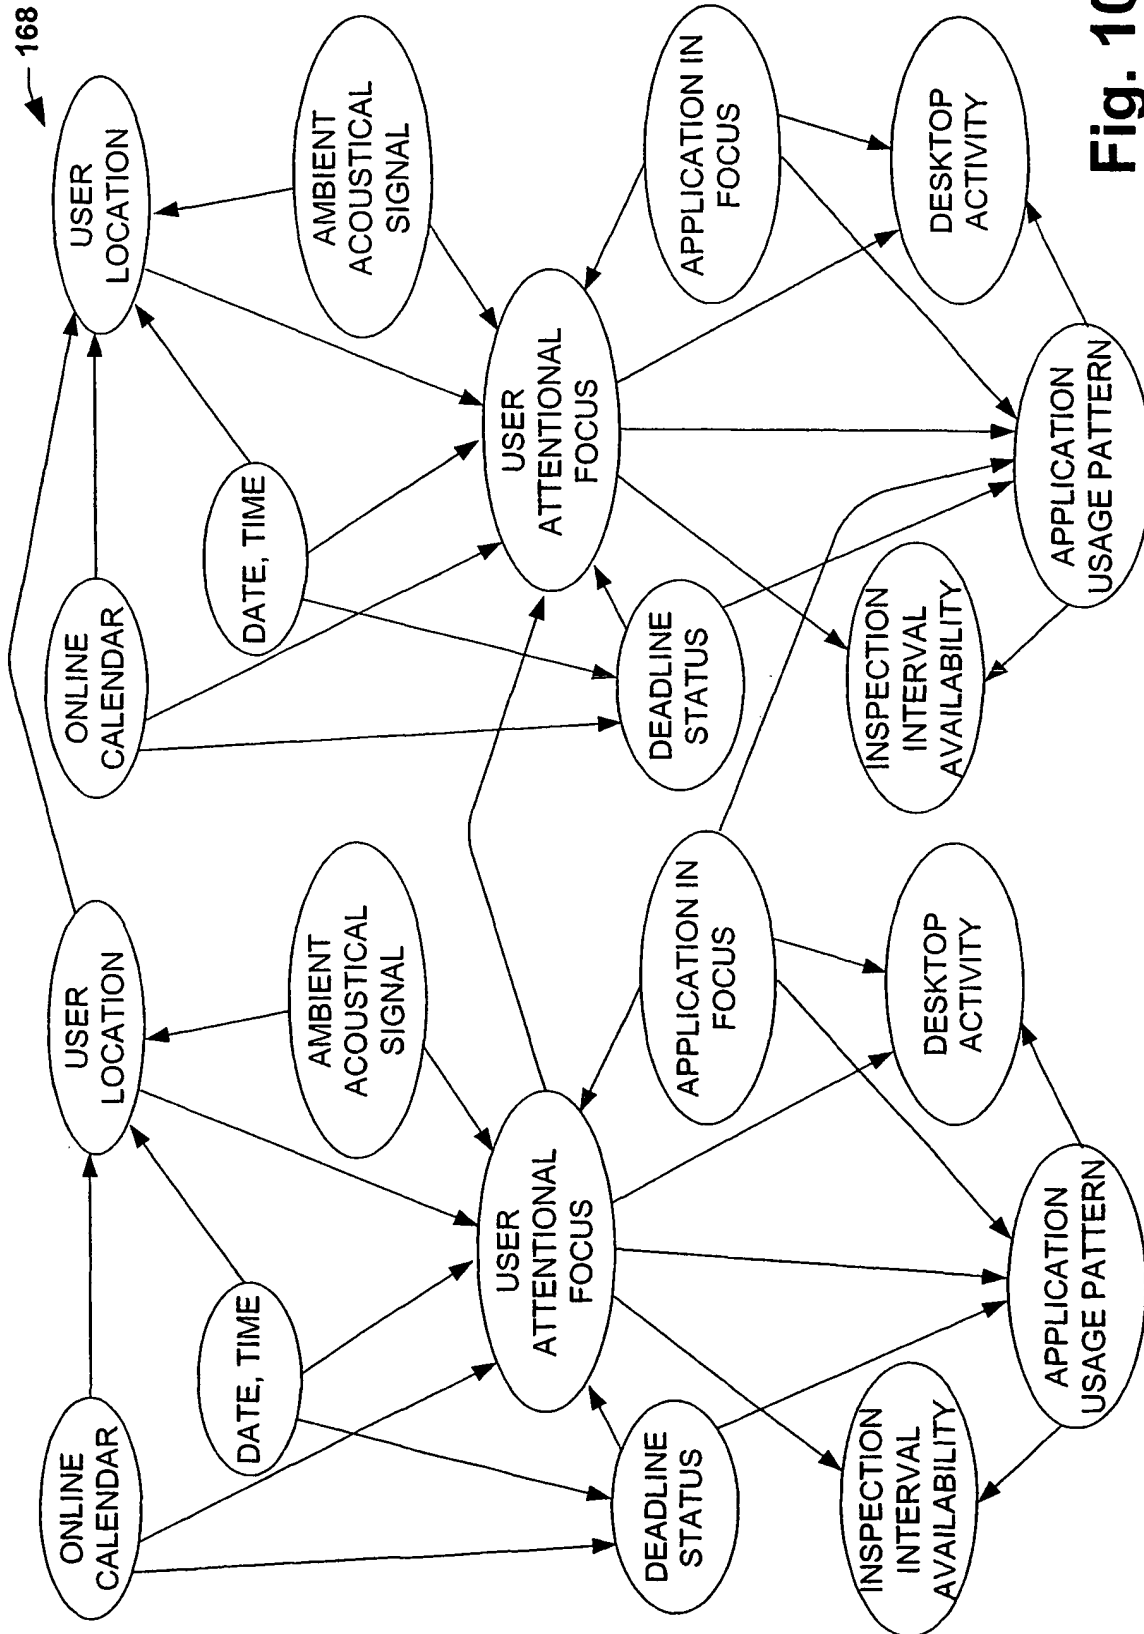 168
ONLINE
CALENDAR
USER
LOCATION
DATE, TIME
AMBIENT
ACOUSTICAL
SIGNAL
USER
ATTENTIONAL
FOCUS
DEADLINE
STATUS
APPLICATION IN
FOCUS
INSPECTION
INTERVAL
AVAILABILITY
DESKTOP
ACTIVITY
APPLICATION
USAGE PATTERN
ONLINE
CALENDAR
USER
LOCATION
DATE, TIME
AMBIENT
ACOUSTICAL
SIGNAL
USER
ATTENTIONAL
FOCUS
DEADLINE
STATUS
APPLICATION IN
FOCUS
INSPECTION
INTERVAL
AVAILABILITY
DESKTOP
ACTIVITY
APPLICATION
USAGE PATTERN
Fig. 10